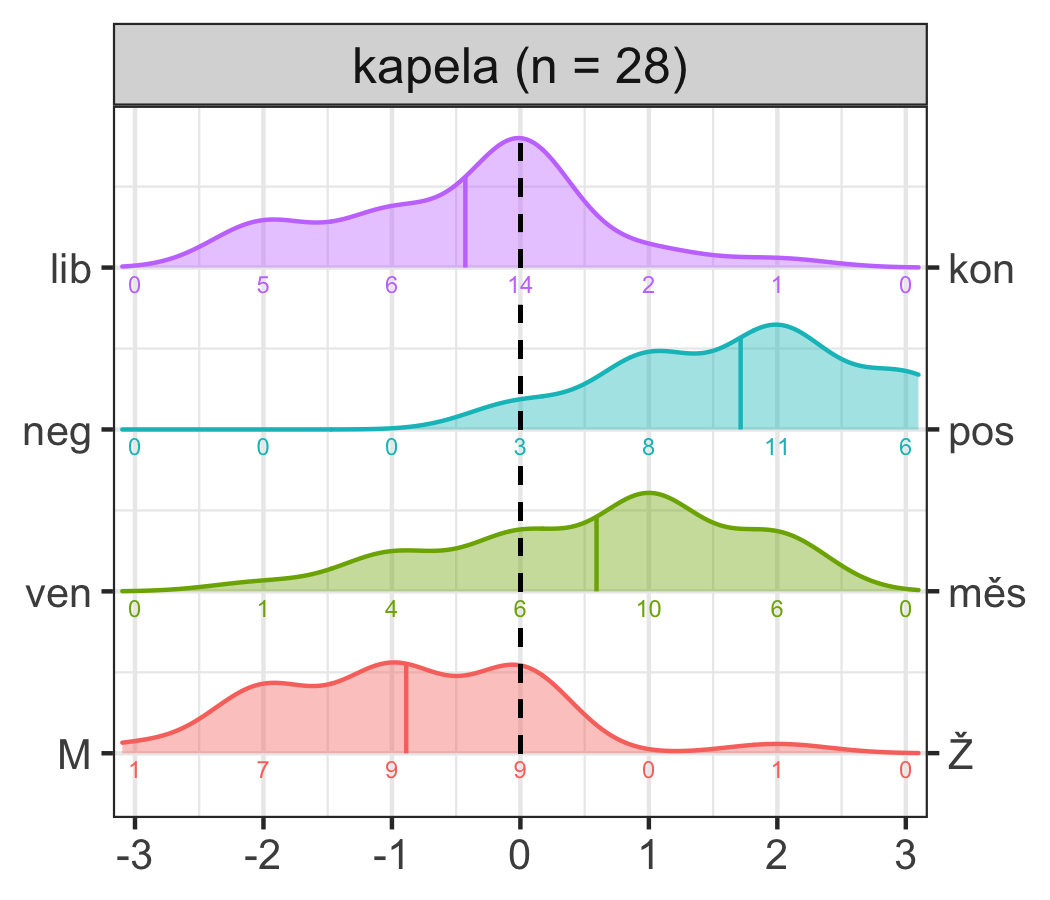 kapela (n = 28)
lib kon
0 5 6 14 2 1 0
neg pos
0 0 0 3 8 11 6
ven měs
0 1 4 6 10 6 0
M Ž
1 7 9 9 0 1 0
-3 -2 -1 0 1 2 3